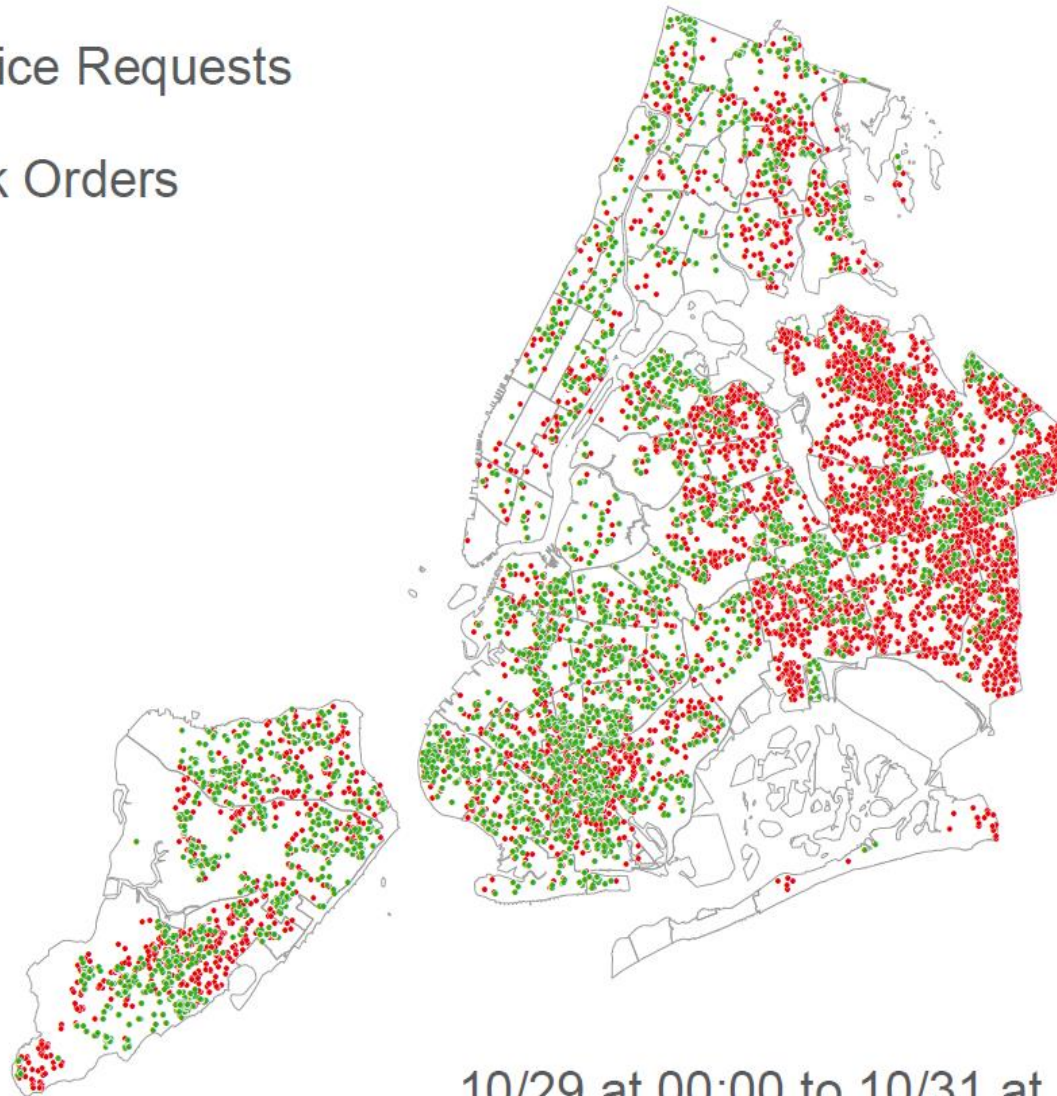 ice Requests
k Orders
10/29 at 00:00 to 10/31 at